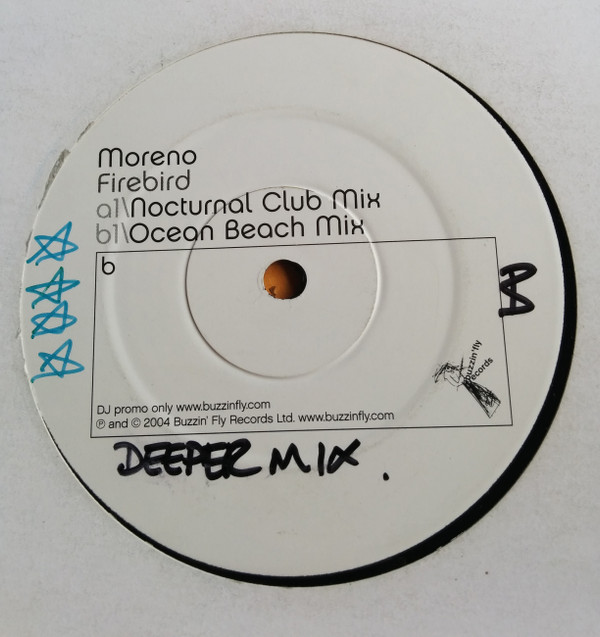 Moreno
Firebird
a1\Nocturnal Club Mix
b1\Ocean Beach Mix
b
B
buzzin'fly
records
DJ promo only www.buzzinfly.com
℗ and © 2004 Buzzin' Fly Records Ltd. www.buzzinfly.com
DEEPER MIX.